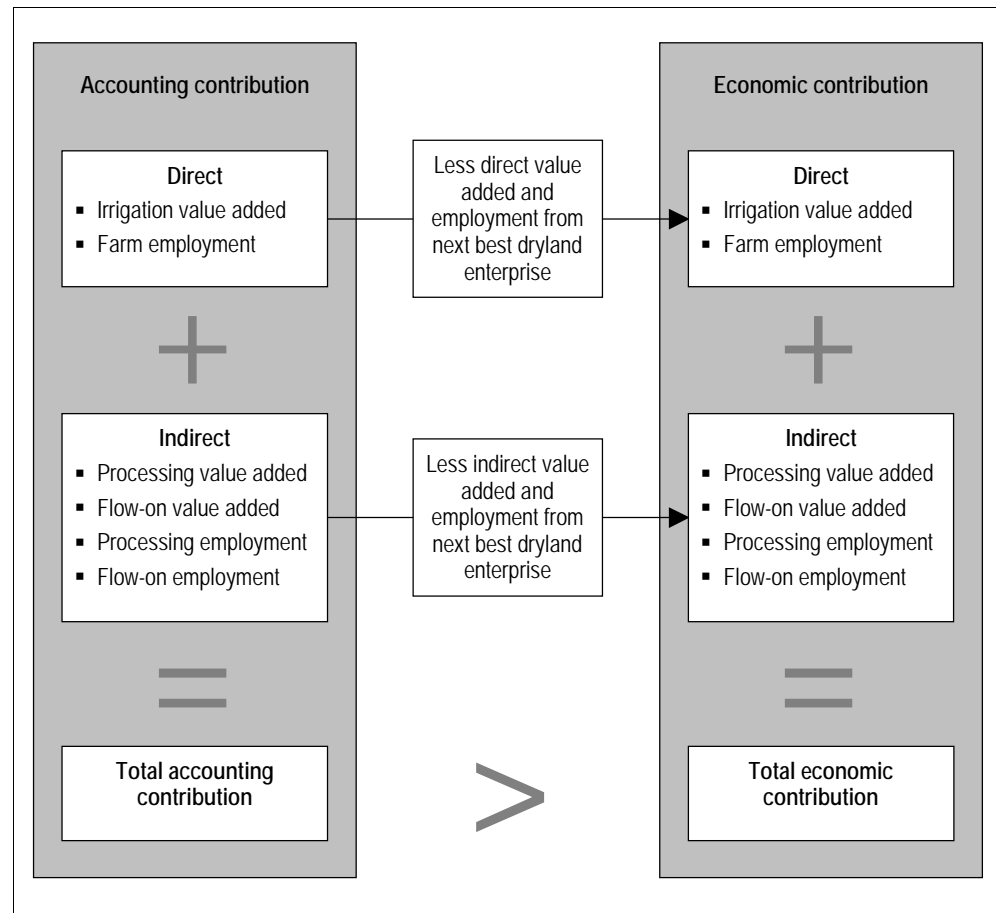 Accounting contribution
Direct
▪ Irrigation value added
▪ Farm employment
+
Indirect
▪ Processing value added
▪ Flow-on value added
▪ Processing employment
▪ Flow-on employment
=
Total accounting
contribution
Less direct value
added and
employment from
next best dryland
enterprise
Less indirect value
added and
employment from
next best dryland
enterprise
>
Economic contribution
Direct
▪ Irrigation value added
▪ Farm employment
+
Indirect
▪ Processing value added
▪ Flow-on value added
▪ Processing employment
▪ Flow-on employment
=
Total economic
contribution